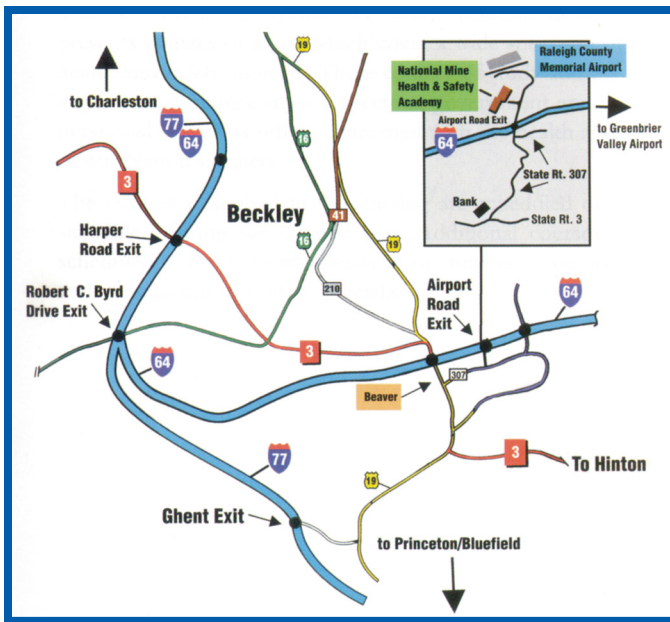 to Charleston
77
64
3
Harper
Road Exit
Robert C. Byrd
Drive Exit
64
77
Ghent Exit
19
16
Beckley
41
16
19
210
3
Airport
Road
Exit
64
307
Beaver
3
To Hinton
19
to Princeton/Bluefield
Raleigh County
Memorial Airport
National Mine
Health & Safety
Academy
Airport Road Exit
64
to Greenbrier
Valley Airport
State Rt. 307
Bank
State Rt. 3